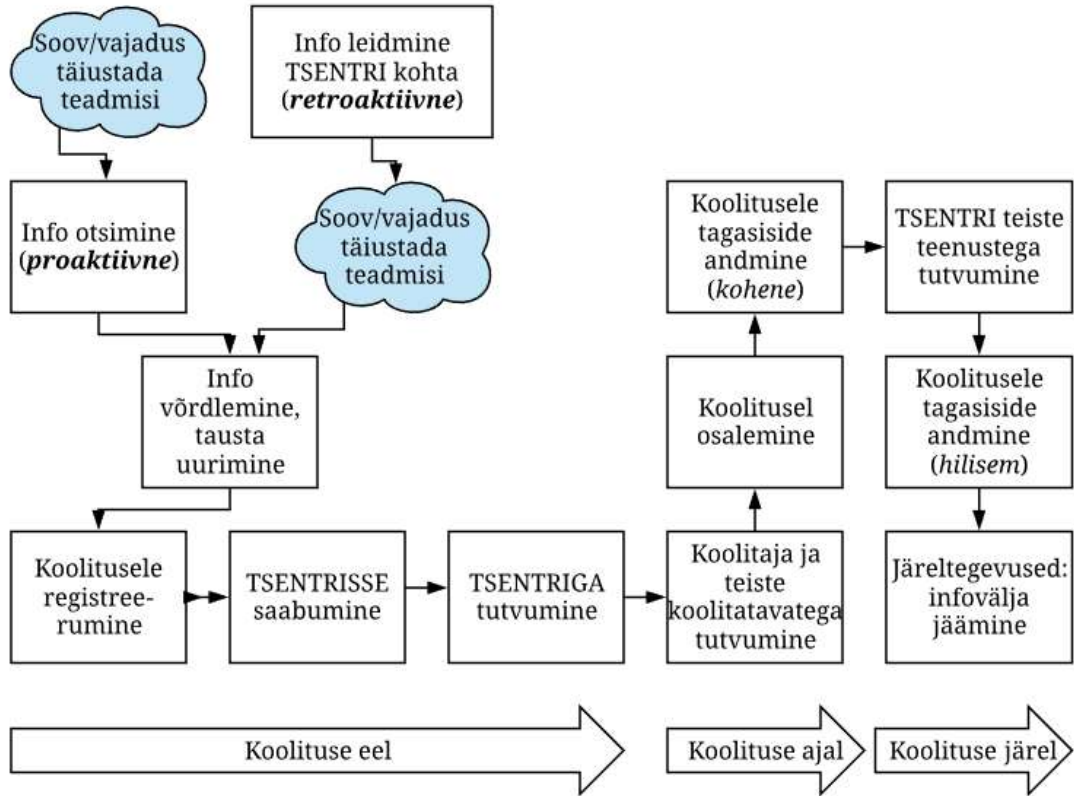 Soov/vajadus
täiustada
teadmisi
Info leidmine
TSENTRI kohta
(retroaktiivne)
Info otsimine
(proaktiivne)
Soov/vajadus
täiustada
teadmisi
Info
võrdlemine,
tausta
uurimine
Koolitusele
registree-
rumine
TSENTRISSE
saabumine
TSENTRIGA
tutvumine
Koolitaja ja
teiste
koolitatavatega
tutvumine
Koolitusel
osalemine
Koolitusele
tagasiside
andmine
(kohene)
TSENTRI teiste
teenustega
tutvumine
Koolitusele
tagasiside
andmine
(hilisem)
Järeltegevused:
infovälja
jäämine
Koolituse eel
Koolituse ajal
Koolituse järel